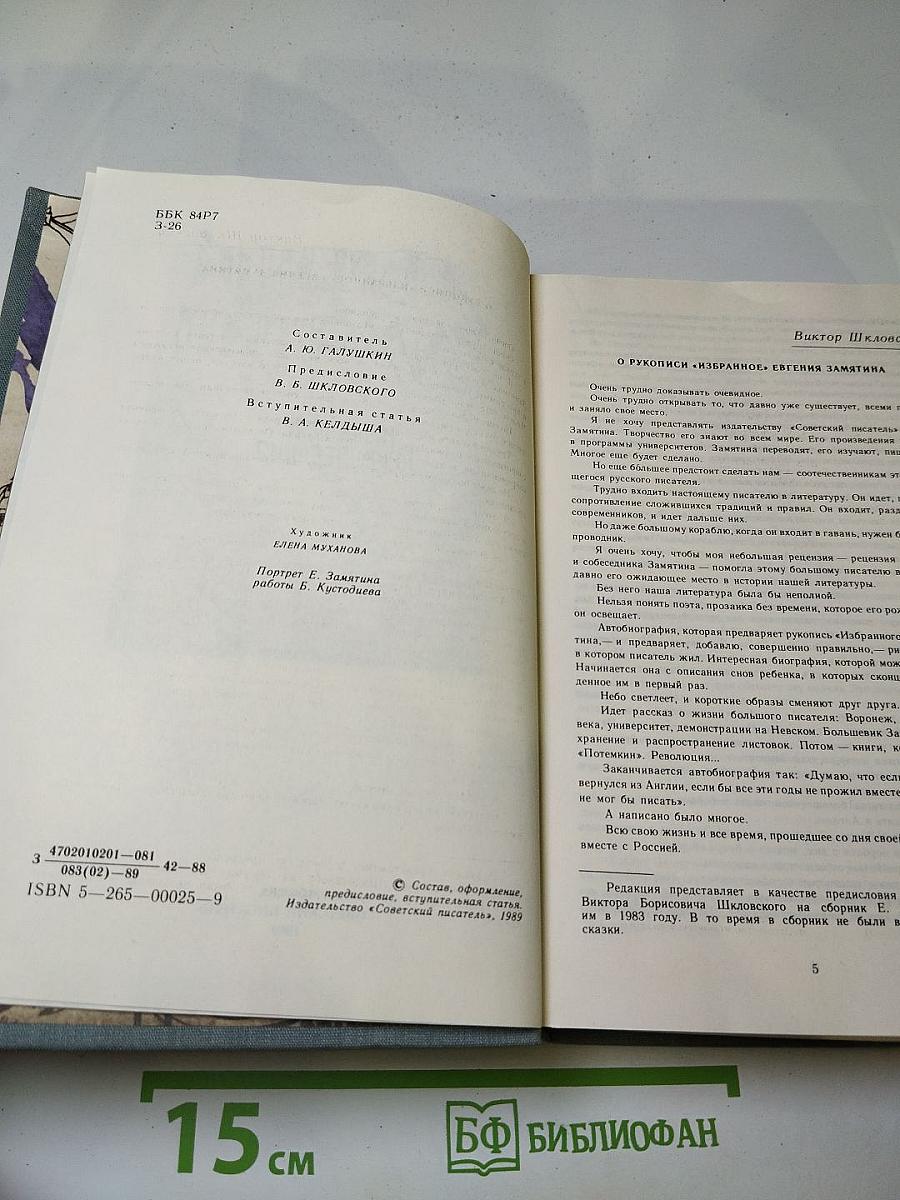 ББК 84Р7
З-26
Составитель
А. Ю. ГАЛУШКИН
Предисловие
В. Б. ШКЛОВСКОГО
Вступительная статья
В. А. КЕЛДЫША
Художник
ЕЛЕНА МУХАНОВА
Портрет Е. Замятина
работы Б. Кустодиева
З 4702010201—081
083(02)—89
42—88
ISBN 5—265—00025—9
© Состав, оформление,
предисловие, вступительная статья.
Издательство «Советский писатель», 1989
Виктор
О РУКОПИСИ «ИЗБРАННОЕ» ЕВГЕНИЯ ЗАМЯТИНА
Очень трудно доказывать очевидное.
Очень трудно открывать то, что давно уже существует, всеми
и заняло свое место.
Я не хочу представлять издательству «Советский писатель»
Замятина. Творчество его знают во всем мире. Его произведения
в программы университетов. Замятина переводят, его изучают,
Многое еще будет сделано.
Но еще бо́льшее предстоит сделать нам — соотечественникам
щегося русского писателя.
Трудно входить настоящему писателю в литературу. Он идет,
сопротивление сложившихся традиций и правил. Он входит,
современников, и идет дальше них.
Но даже большому кораблю, когда он входит в гавань, нужен
проводник.
Я очень хочу, чтобы моя небольшая рецензия — рецензия
и собеседника Замятина — помогла этому большому писателю
давно его ожидающее место в истории нашей литературы.
Без него наша литература была бы неполной.
Нельзя понять поэта, прозаика без времени, которое его
он освещает.
Автобиография, которая предваряет рукопись «Избранного»
тина,— и предваряет, добавлю, совершенно правильно,—
в котором писатель жил. Интересная биография, которой
Начинается она с описания снов ребенка, в которых
денное им в первый раз.
Небо светлеет, и короткие образы сменяют друг друга.
Идет рассказ о жизни большого писателя: Воронеж,
века, университет, демонстрации на Невском. Большевик
хранение и распространение листовок. Потом — книги,
«Потемкин». Революция...
Заканчивается автобиография так: «Думаю, что
вернулся из Англии, если бы все эти годы не прожил вместе
не мог бы писать».
А написано было многое.
Всю свою жизнь и все время, прошедшее со дня
вместе с Россией.
Редакция представляет в качестве предисловия
Виктора Борисовича Шкловского на сборник Е.
им в 1983 году. В то время в сборник не были
сказки.
5
15 см
БФ БИБЛИОФАН